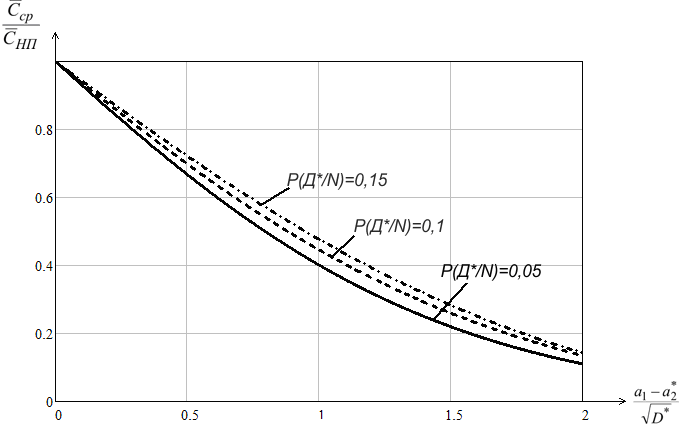 C̅ср
C̅НП
0.8
0.6
0.4
0.2
0
P(Д*/N)=0,15
P(Д*/N)=0,1
P(Д*/N)=0,05
0 0.5 1 1.5 2
a₁ − a₂*
√D*